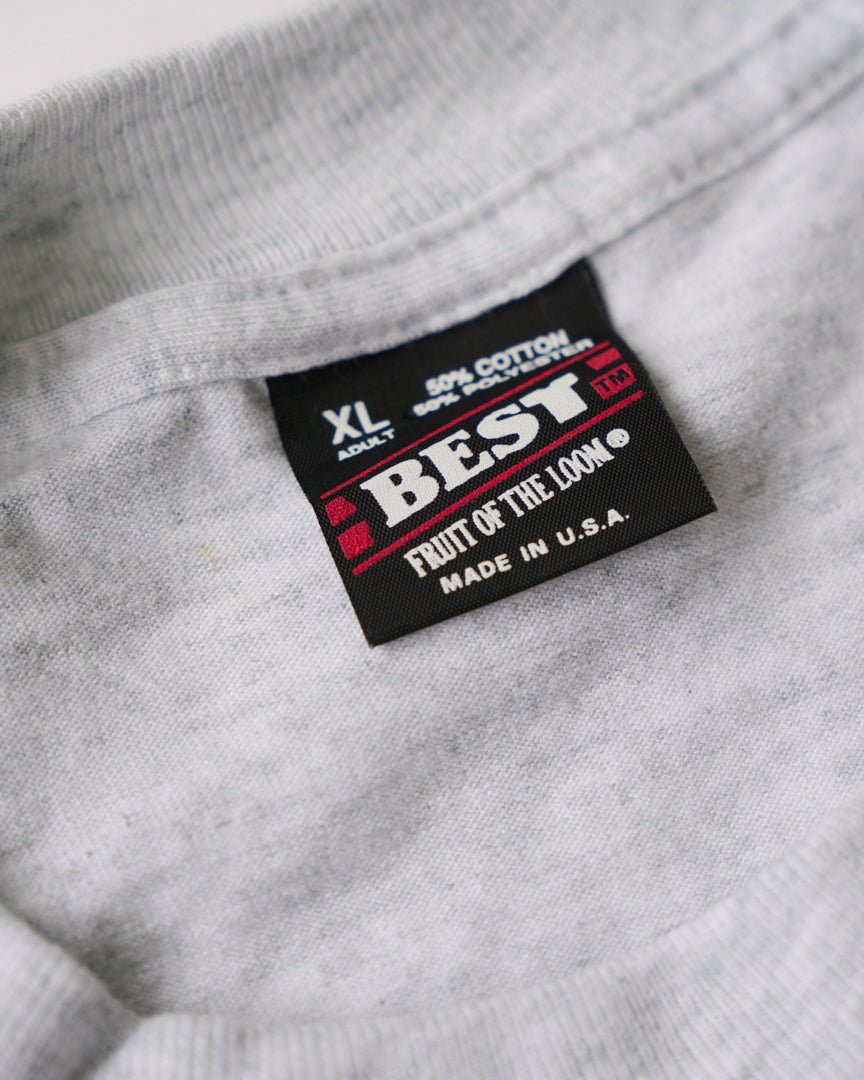 XL
ADULT
50% COTTON
50% POLYESTER
BEST TM
FRUIT OF THE LOOM®
MADE IN U.S.A.